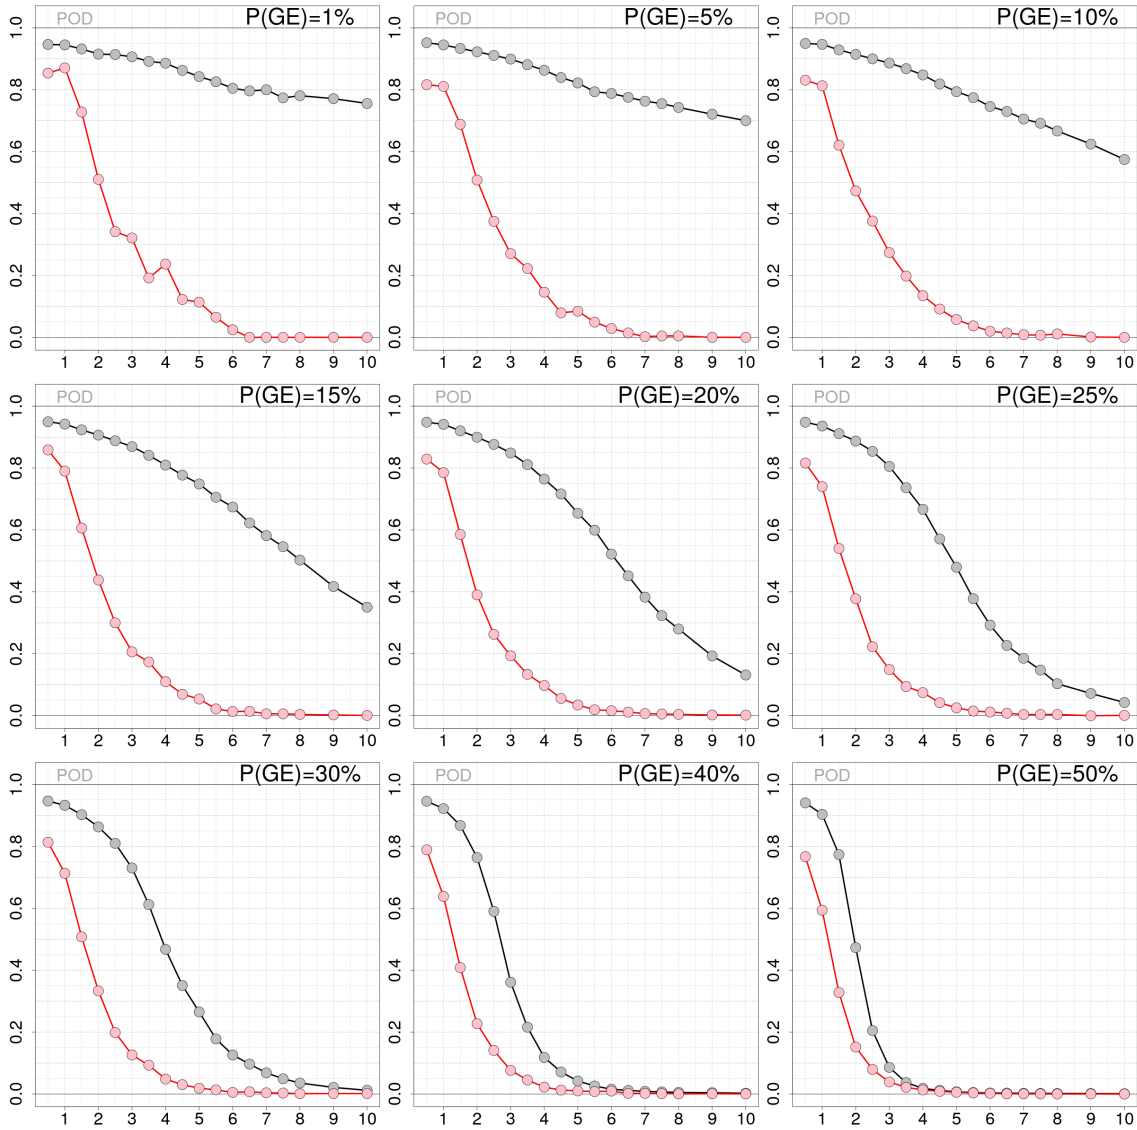 POD P(GE)=1%
POD P(GE)=5%
POD P(GE)=10%
0.0 0.2 0.4 0.6 0.8 1.0
0.0 0.2 0.4 0.6 0.8 1.0
0.0 0.2 0.4 0.6 0.8 1.0
1 2 3 4 5 6 7 8 9 10
1 2 3 4 5 6 7 8 9 10
1 2 3 4 5 6 7 8 9 10
POD P(GE)=15%
POD P(GE)=20%
POD P(GE)=25%
0.0 0.2 0.4 0.6 0.8 1.0
0.0 0.2 0.4 0.6 0.8 1.0
0.0 0.2 0.4 0.6 0.8 1.0
1 2 3 4 5 6 7 8 9 10
1 2 3 4 5 6 7 8 9 10
1 2 3 4 5 6 7 8 9 10
POD P(GE)=30%
POD P(GE)=40%
POD P(GE)=50%
0.0 0.2 0.4 0.6 0.8 1.0
0.0 0.2 0.4 0.6 0.8 1.0
0.0 0.2 0.4 0.6 0.8 1.0
1 2 3 4 5 6 7 8 9 10
1 2 3 4 5 6 7 8 9 10
1 2 3 4 5 6 7 8 9 10